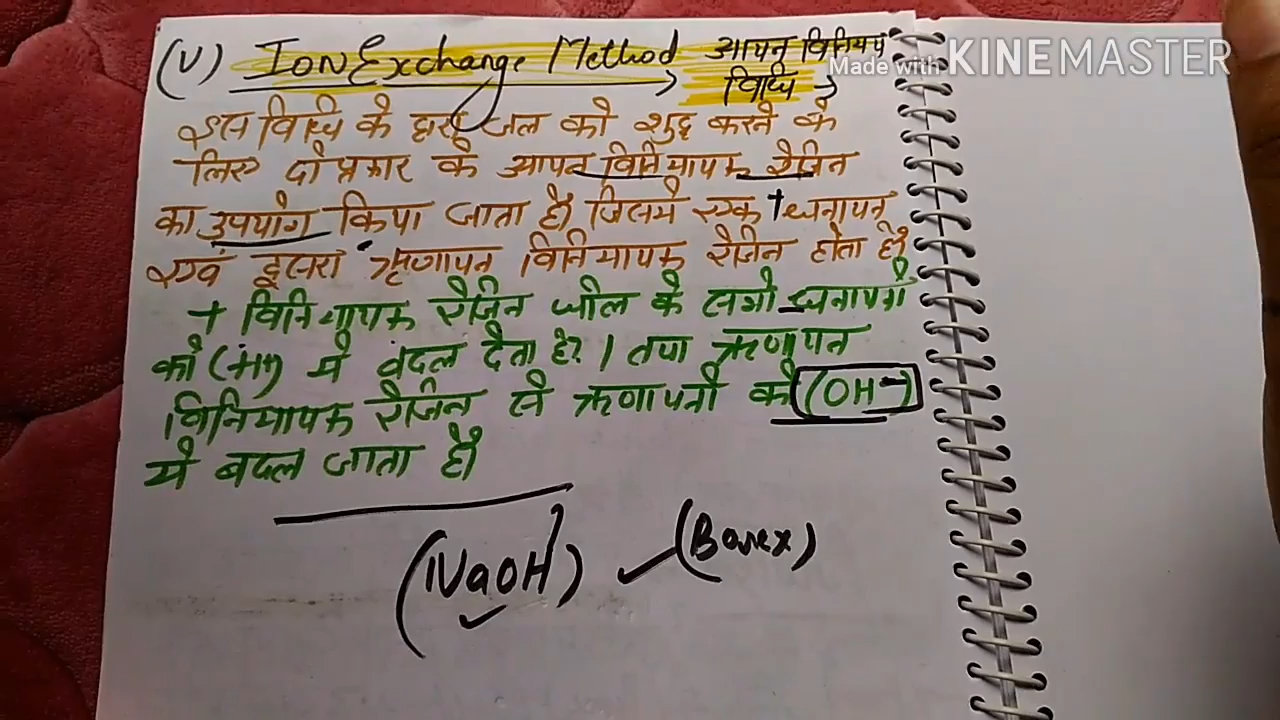 (V) Ion Exchange Method आयन विनिमय
विधि →
Made with KINEMASTER
इस विधि के द्वारा जल को शुद्ध करने के
लिए दो प्रकार के आयन विनिमायक रेजिन
का उपयोग किया जाता है। जिसमे एक + धनायन
एवं दूसरा ऋणायन विनिमायक रेजिन होता है।
+ विनिमायक रेजिन घोल के सभी धनायनों
को में बदल देता है। तथा ऋणायन
विनिमायक रेजिन से ऋणायनों को (OH⁻)
में बदल जाता है।
(NaOH) ✓ (Borex)